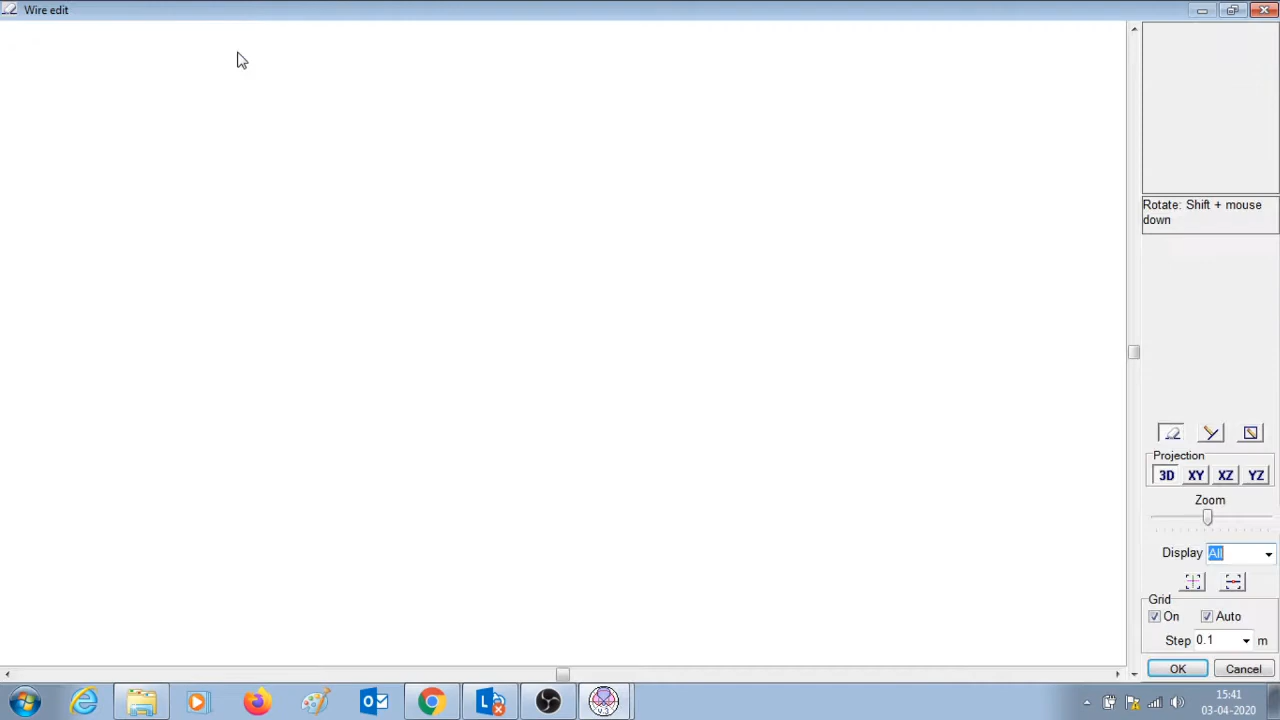 Wire edit
Rotate: Shift + mouse
down
Projection
3D XY XZ YZ
Zoom
Display All
Grid
On Auto
Step 0.1 m
OK Cancel
15:41
03-04-2020